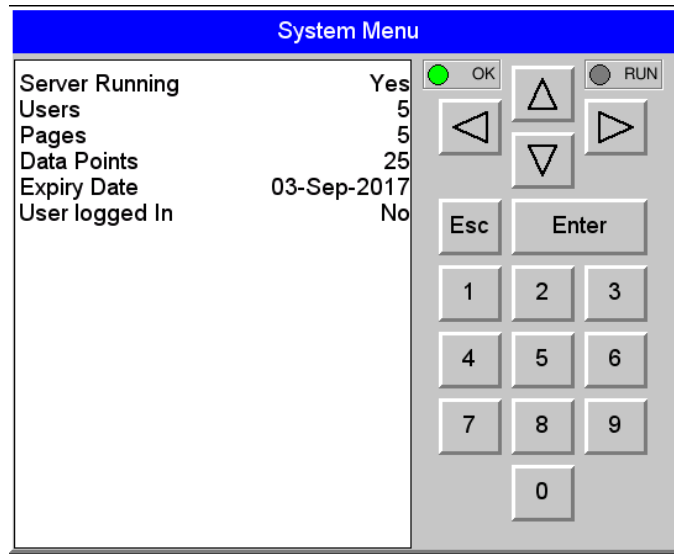 System Menu
Server Running Yes
Users 5
Pages 5
Data Points 25
Expiry Date 03-Sep-2017
User logged In No
OK RUN
Esc Enter
1 2 3
4 5 6
7 8 9
0